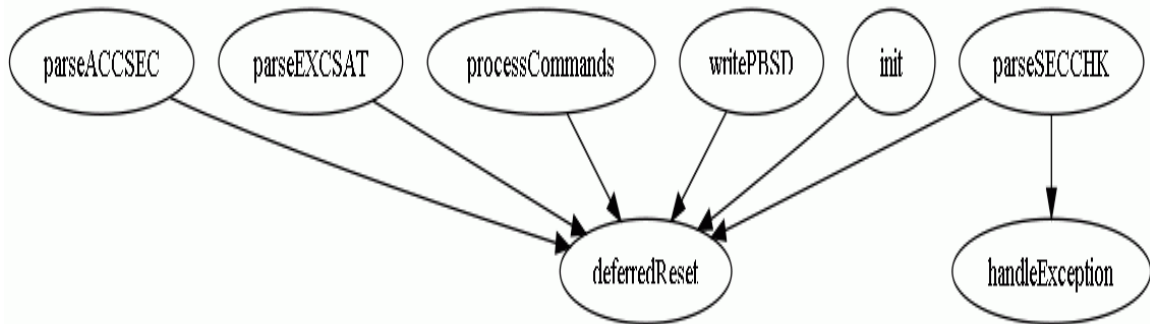 parseACCSEC
parseEXCSAT
processCommands
writePBSD
init
parseSECCHK
deferredReset
handleException